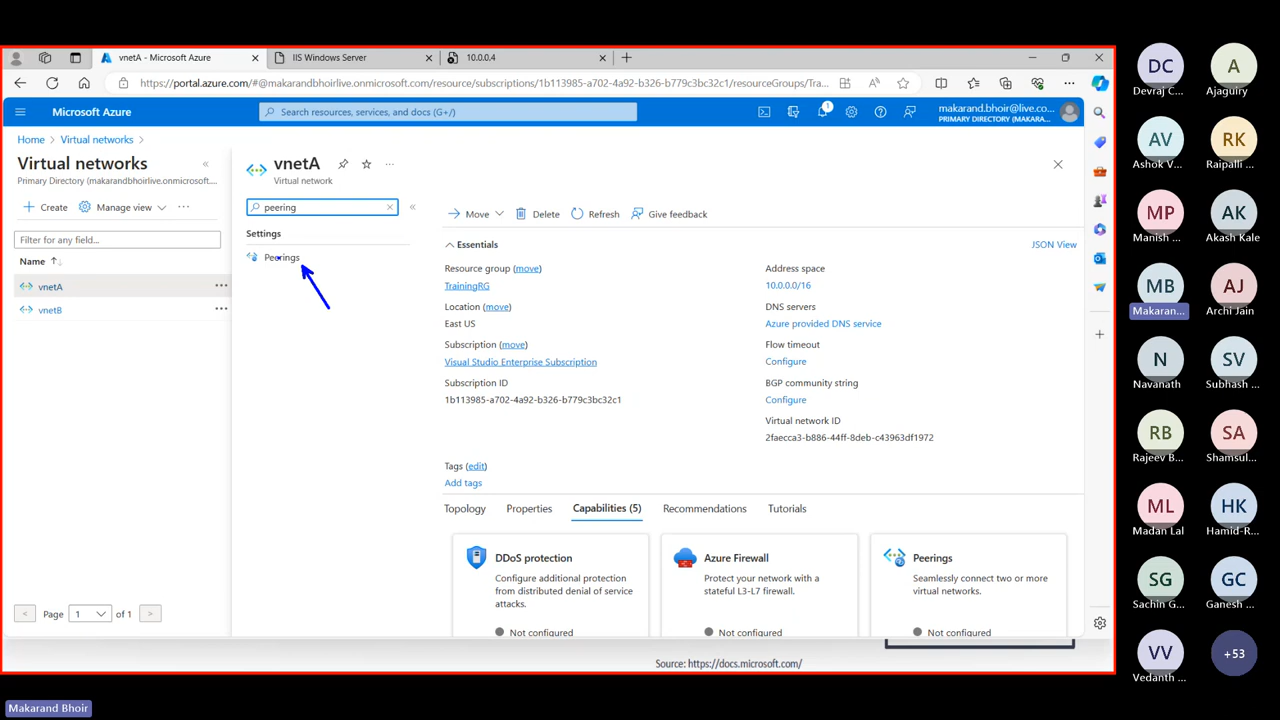 vnetA - Microsoft Azure
IIS Windows Server
10.0.0.4
https://portal.azure.com/#@makarandbhoirlive.onmicrosoft.com/resource/subscriptions/1b113985-a702-4a92-b326-b779c3bc32c1/resourceGroups/Tra...
Microsoft Azure
Search resources, services, and docs (G+/)
1
makarand.bhoir@live.co...
PRIMARY DIRECTORY (MAKARA...
Home > Virtual networks >
Virtual networks
Primary Directory (makarandbhoirlive.onmicrosoft....
Create
Manage view
Filter for any field...
Name
vnetA
vnetB
Page 1 of 1
vnetA
Virtual network
peering
Settings
Peerings
Move
Delete
Refresh
Give feedback
Essentials
JSON View
Resource group (move)
TrainingRG
Location (move)
East US
Subscription (move)
Visual Studio Enterprise Subscription
Subscription ID
1b113985-a702-4a92-b326-b779c3bc32c1
Address space
10.0.0.0/16
DNS servers
Azure provided DNS service
Flow timeout
Configure
BGP community string
Configure
Virtual network ID
2faecca3-b886-44ff-8deb-c43963df1972
Tags (edit)
Add tags
Topology
Properties
Capabilities (5)
Recommendations
Tutorials
DDoS protection
Configure additional protection
from distributed denial of service
attacks.
Not configured
Azure Firewall
Protect your network with a
stateful L3-L7 firewall.
Not configured
Peerings
Seamlessly connect two or more
virtual networks.
Not configured
Source: https://docs.microsoft.com/
DC
Devraj C...
A
Ajagulry
AV
Ashok V...
RK
Raipalli ...
MP
Manish ...
AK
Akash Kale
MB
Makaran...
AJ
Archi Jain
N
Navanath
SV
Subhash ...
RB
Rajeev B...
SA
Shamsul...
ML
Madan Lal
HK
Hamid-R...
SG
Sachin G...
GC
Ganesh ...
VV
Vedanth ...
+53
Makarand Bhoir